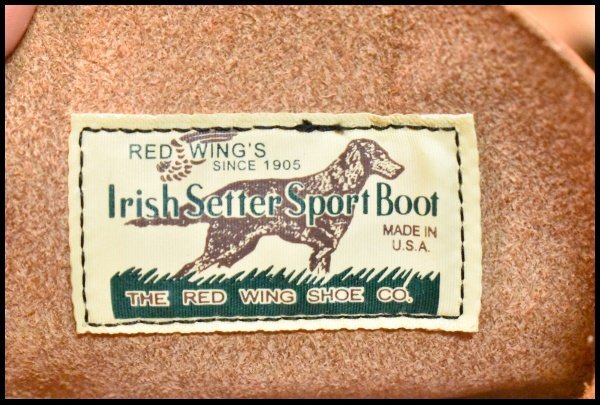 RED WING'S
SINCE 1905
Irish Setter Sport Boot
MADE IN
U.S.A.
THE RED WING SHOE CO.